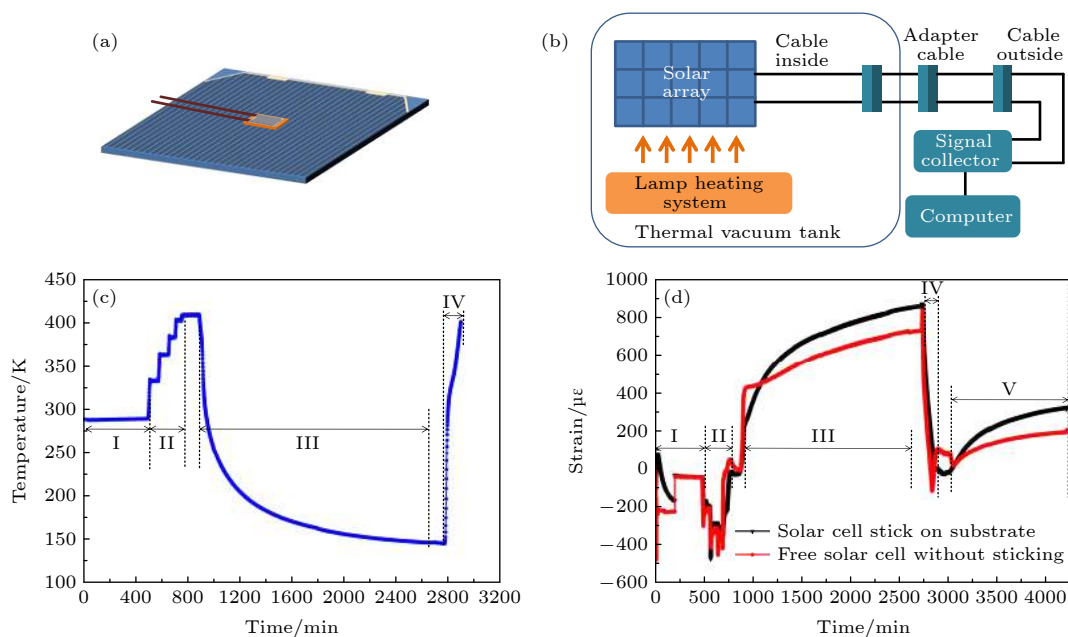 (a)
(b)
Solar
array
Cable
inside
Adapter
cable
Cable
outside
Signal
collector
Computer
Lamp heating
system
Thermal vacuum tank
(c)
Temperature/K
450
400
350
300
250
200
150
100
I
II
III
IV
0
400
800
1200
1600
2000
2400
2800
3200
Time/min
(d)
Strain/με
1000
800
600
400
200
0
−200
−400
−600
I
II
III
IV
V
Solar cell stick on substrate
Free solar cell without sticking
0
500
1000
1500
2000
2500
3000
3500
4000
Time/min